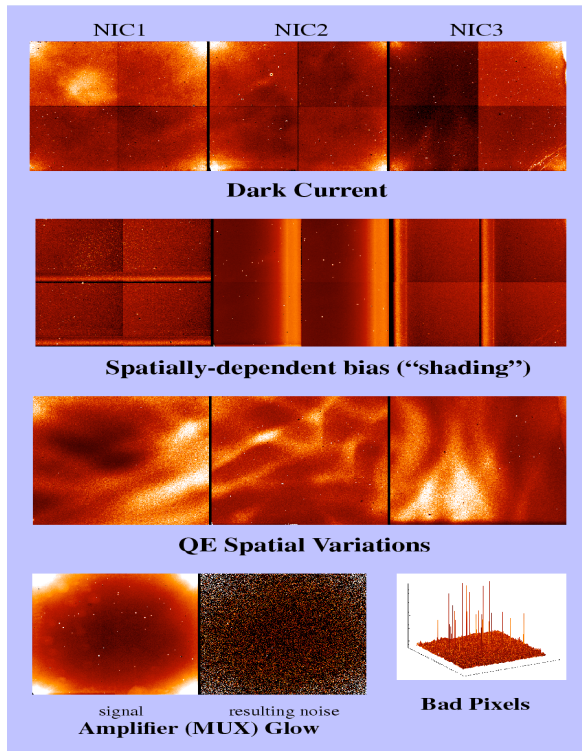 NIC1 NIC2 NIC3
Dark Current
Spatially-dependent bias (“shading”)
QE Spatial Variations
signal resulting noise
Amplifier (MUX) Glow
Bad Pixels